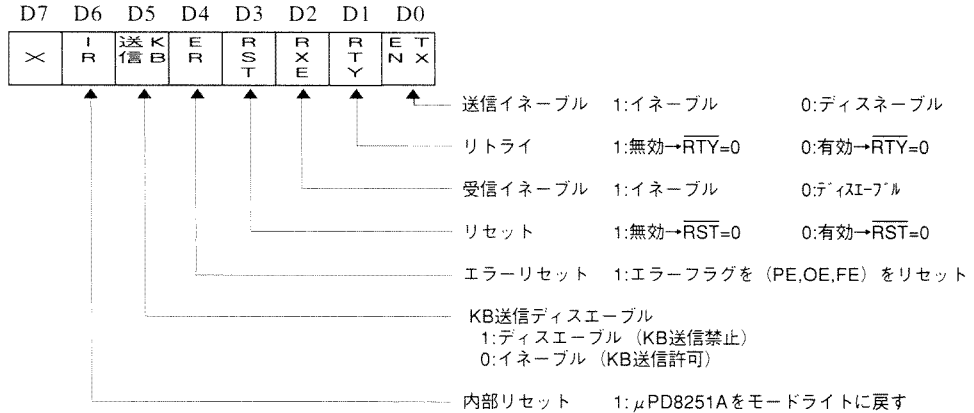 D7 D6 D5 D4 D3 D2 D1 D0
× IR 送信KB ER RST RXE RTY TXEN
送信イネーブル 1:イネーブル 0:ディスネーブル
リトライ 1:無効→RTY=0 0:有効→RTY=0
受信イネーブル 1:イネーブル 0:ディスエーブル
リセット 1:無効→RST=0 0:有効→RST=0
エラーリセット 1:エラーフラグを（PE,OE,FE）をリセット
KB送信ディスエーブル
1:ディスエーブル（KB送信禁止）
0:イネーブル（KB送信許可）
内部リセット 1:μPD8251Aをモードライトに戻す